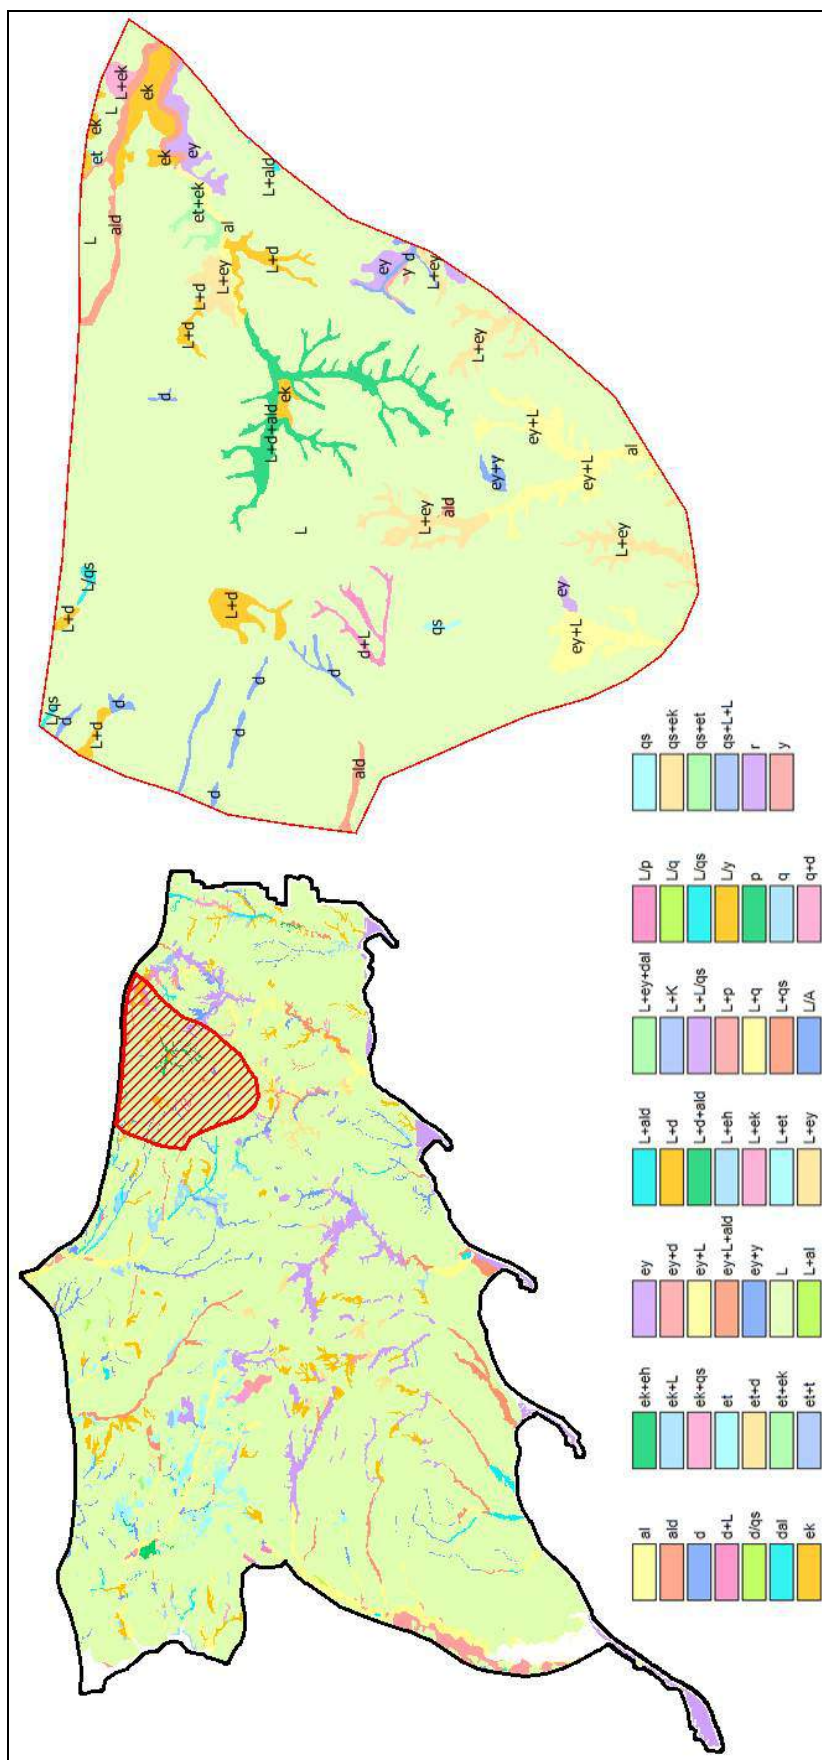 ek
L+ek
L
ek
et
ek
ey
L+ald
et+ek
ald
L
al
L+d
L+ey
L+d
L+d
ey
y
d
L+ey
L+ey
d
ek
L+d+ald
ey+L
ey+y
ey+L
al
L+ey
ald
L
L+ey
L/qs
L+d
L+d
d+L
qs
ey
ey+L
d
d
L/qs
d
L+d
d
d
d
ald
al
ald
d
d+L
d/qs
dal
ek
ek+eh
ek+L
ek+qs
et
et+d
et+ek
et+t
ey
ey+d
ey+L
ey+L+ald
ey+y
L
L+al
L+ald
L+d
L+d+ald
L+eh
L+ek
L+et
L+ey
L+ey+dal
L+K
L+L/qs
L+p
L+q
L+qs
L/A
L/p
L/q
L/qs
L/y
p
q
q+d
qs
qs+ek
qs+et
qs+L+L
r
y